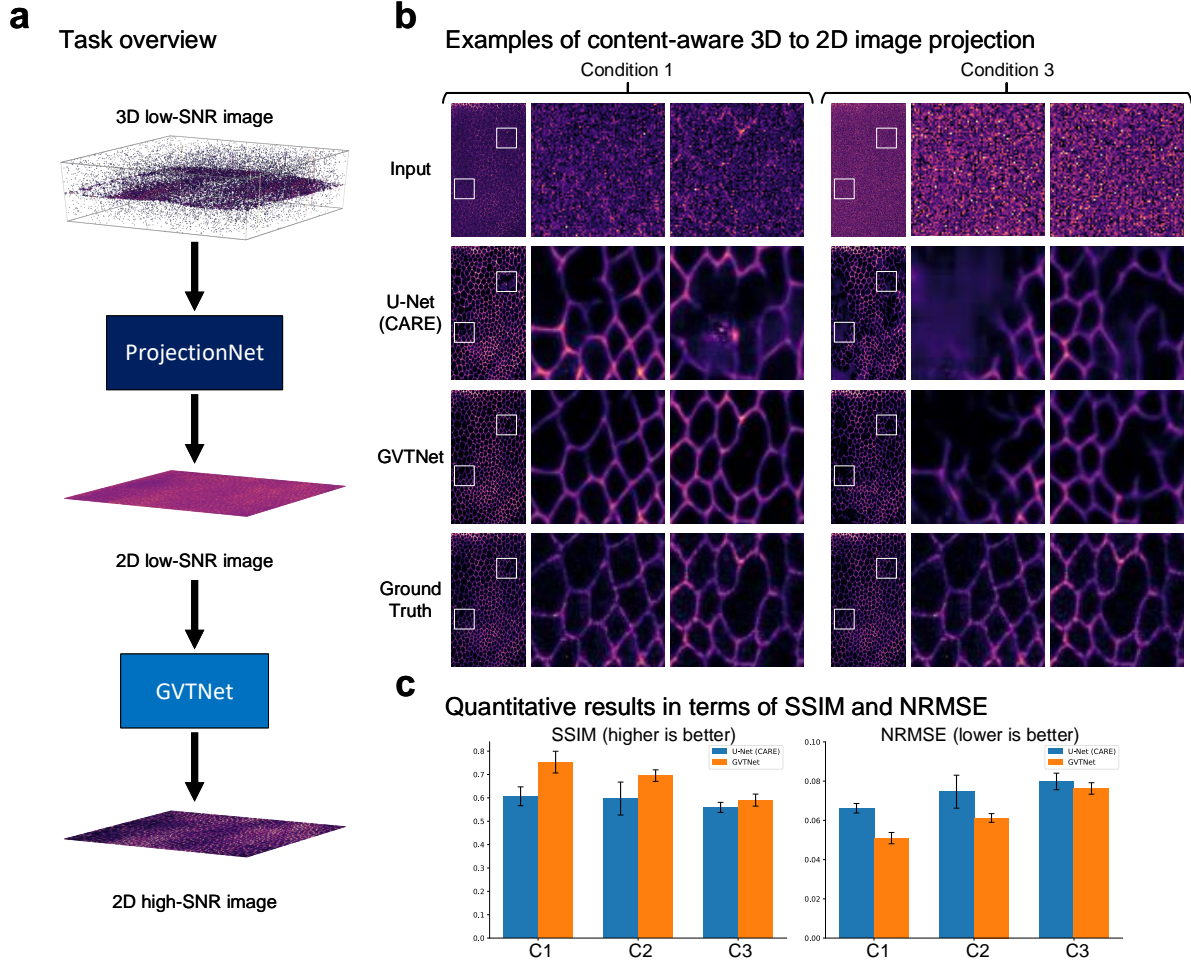 a
Task overview
3D low-SNR image
ProjectionNet
2D low-SNR image
GVTNet
2D high-SNR image
b
Examples of content-aware 3D to 2D image projection
Condition 1
Condition 3
Input
U-Net
(CARE)
GVTNet
Ground
Truth
c
Quantitative results in terms of SSIM and NRMSE
SSIM (higher is better)
U-Net (CARE)
GVTNet
0.8
0.7
0.6
0.5
0.4
0.3
0.2
0.1
0.0
C1 C2 C3
NRMSE (lower is better)
U-Net (CARE)
GVTNet
0.10
0.08
0.06
0.04
0.02
0.00
C1 C2 C3